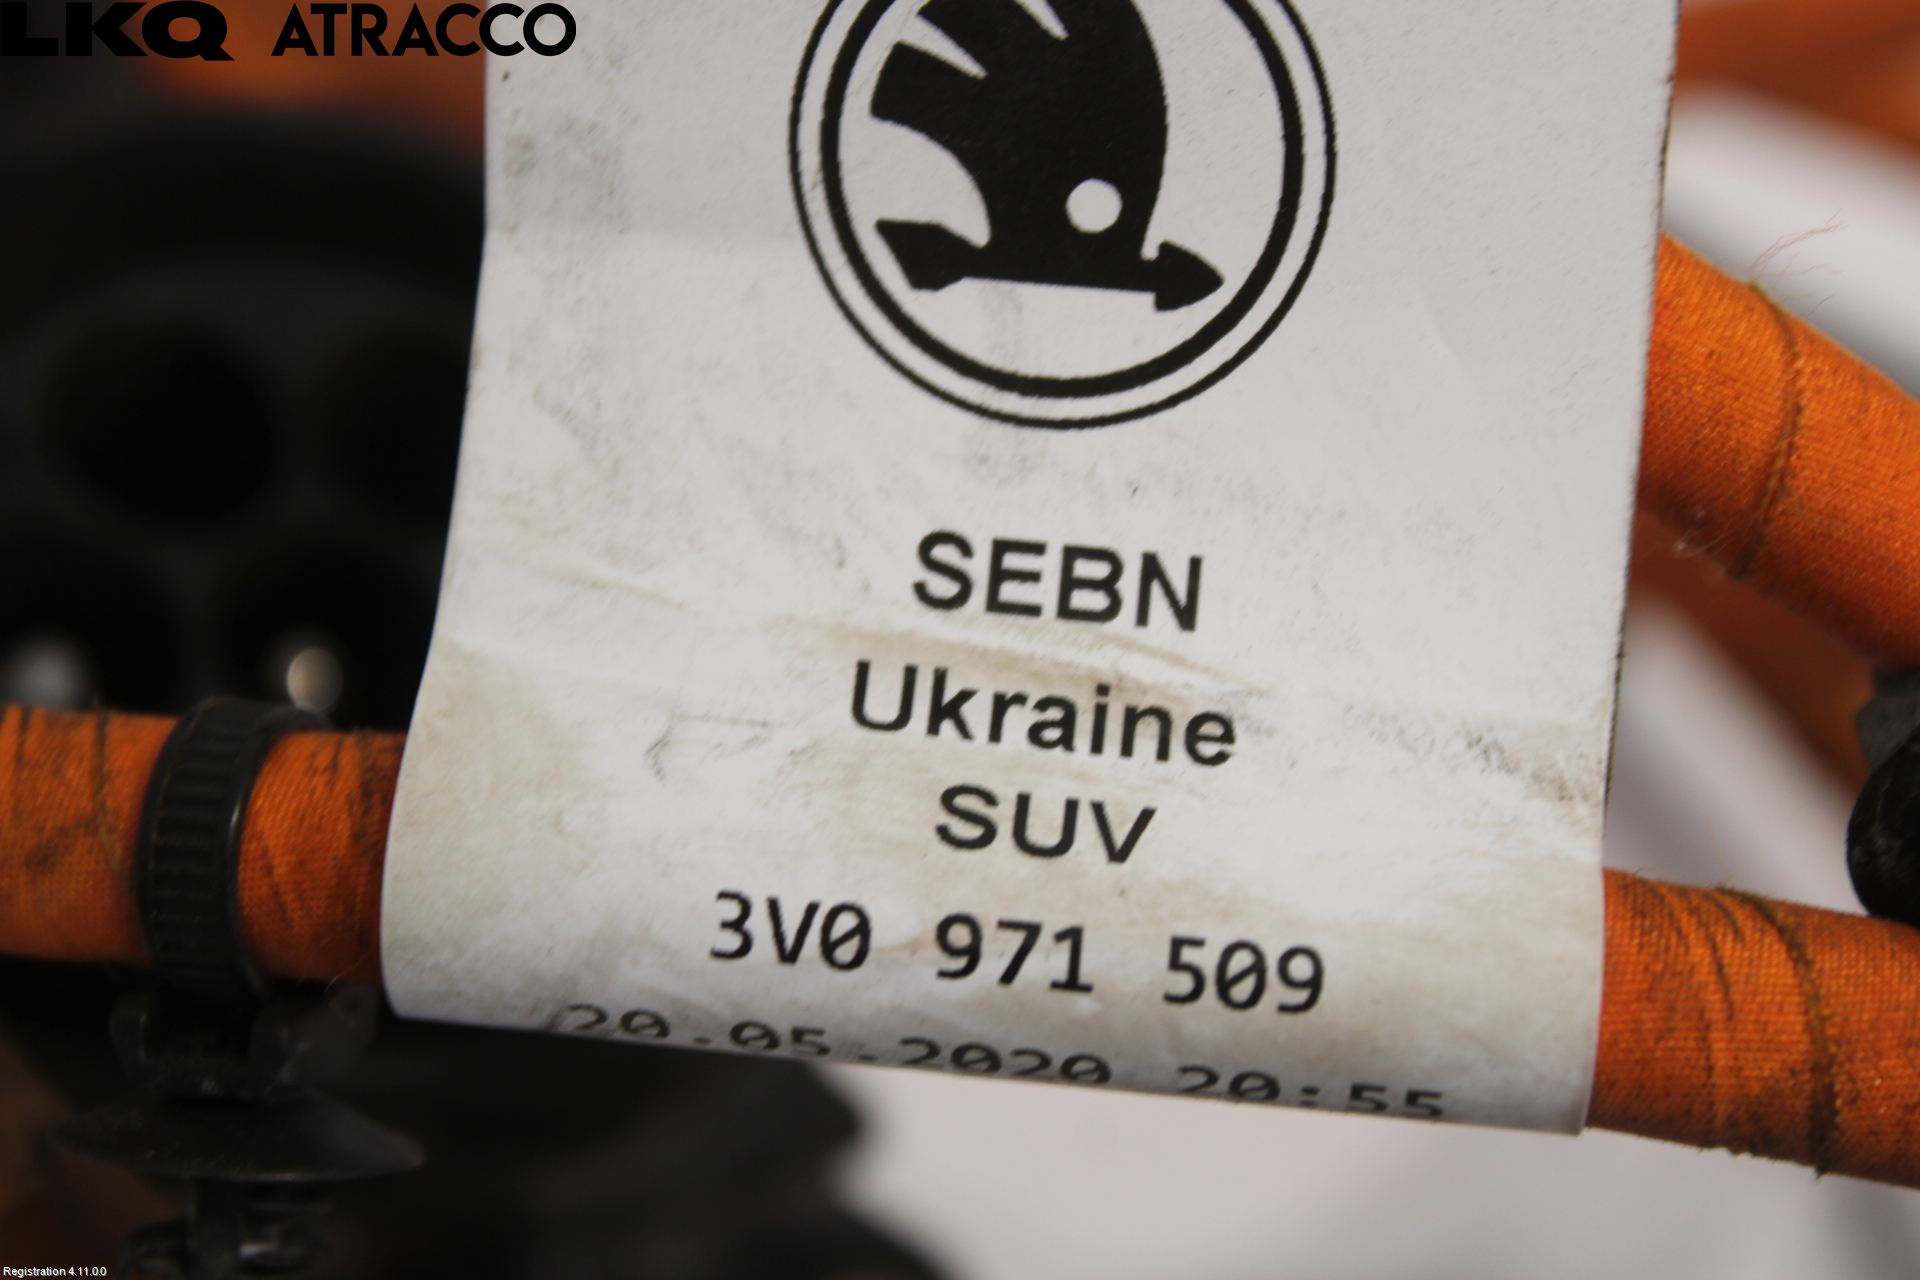 LKQ ATRACCO
SEBN
Ukraine
SUV
3V0 971 509
20.05.2020 20:55
Registration 4.11.0.0